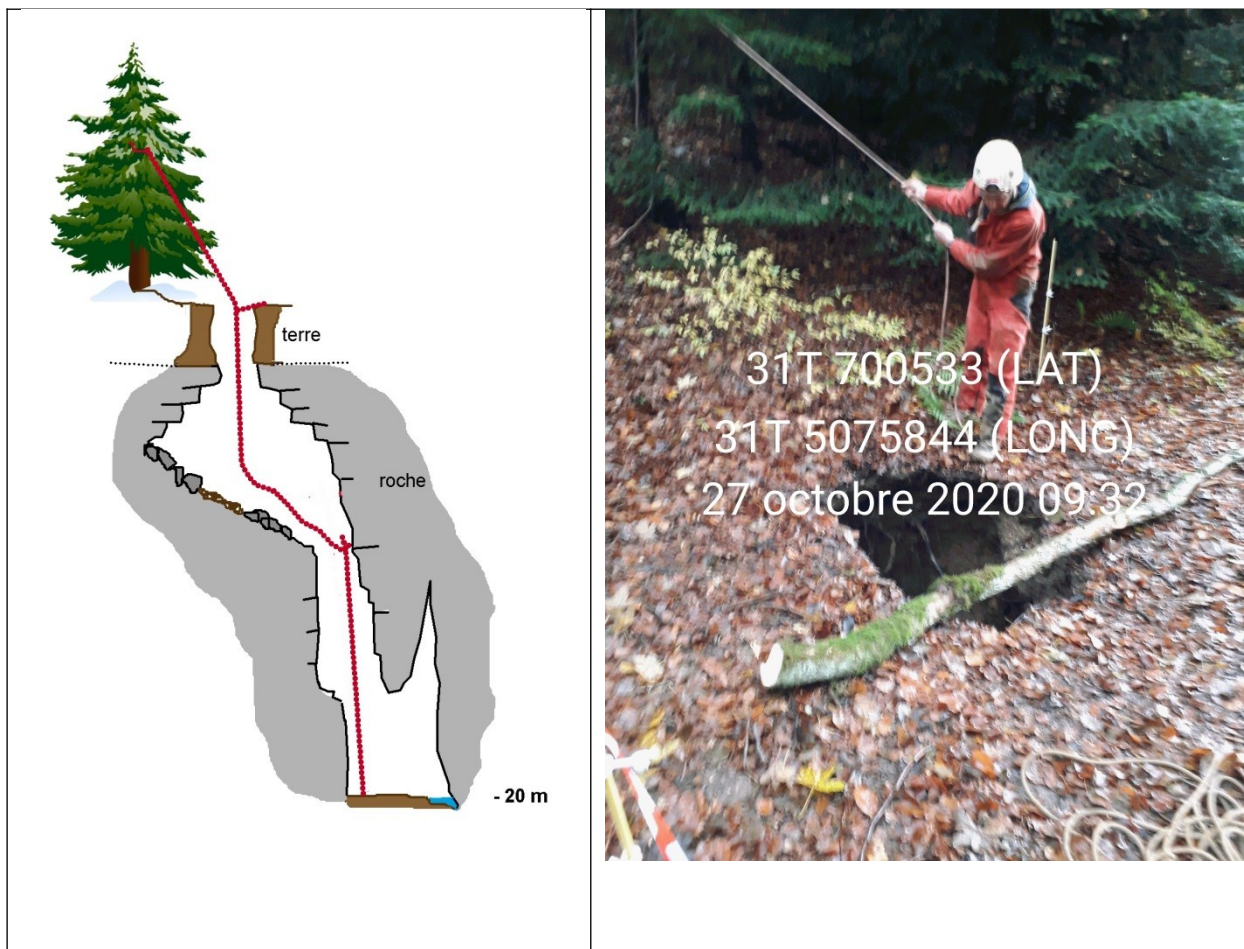 terre
roche
- 20 m
31T 700533 (LAT)
31T 5075844 (LONG)
27 octobre 2020 09:32